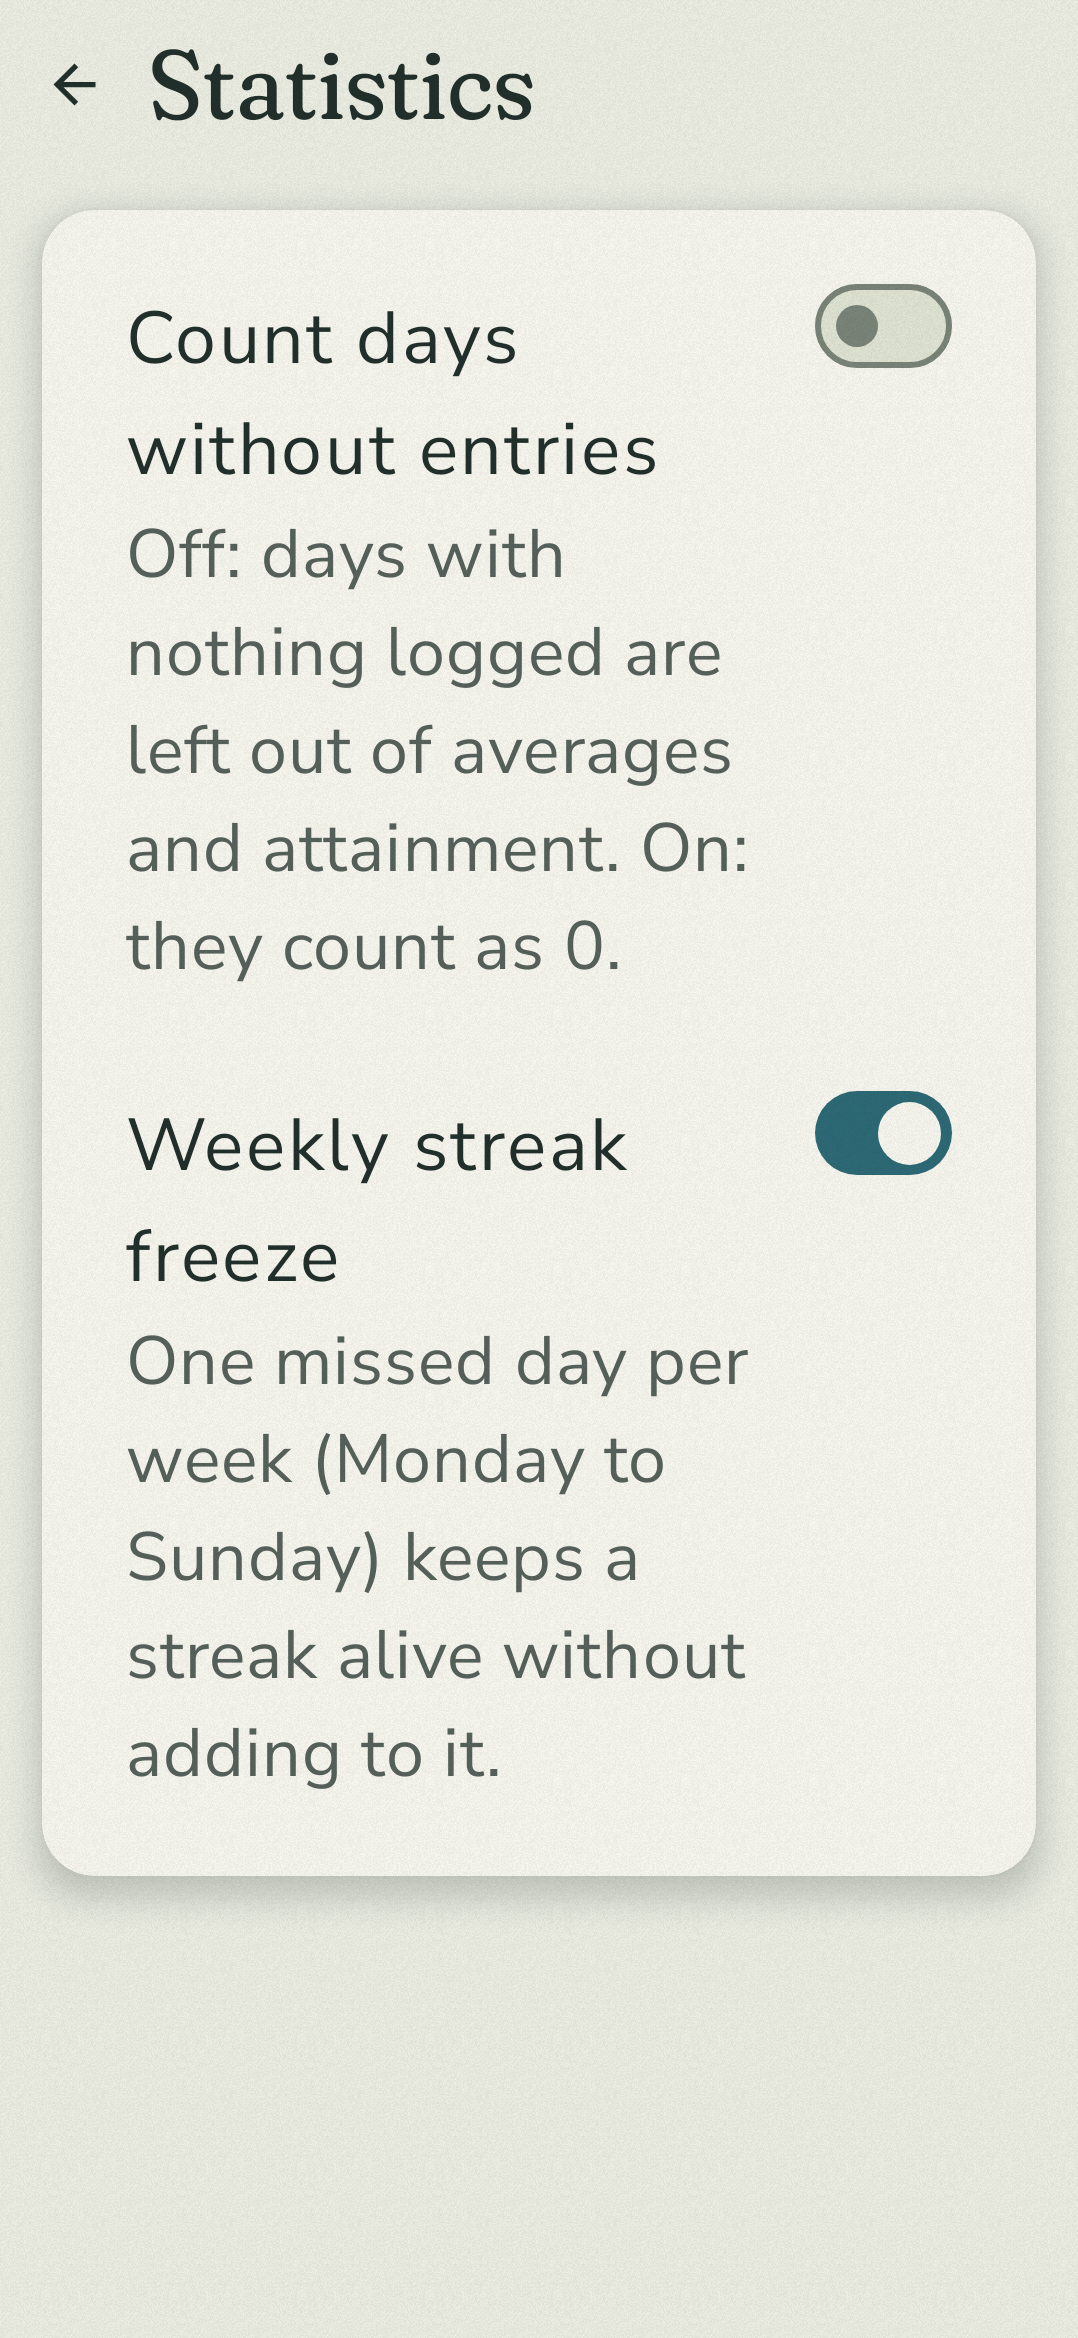 Statistics
Count days
without entries
Off: days with
nothing logged are
left out of averages
and attainment. On:
they count as 0.
Weekly streak
freeze
One missed day per
week (Monday to
Sunday) keeps a
streak alive without
adding to it.